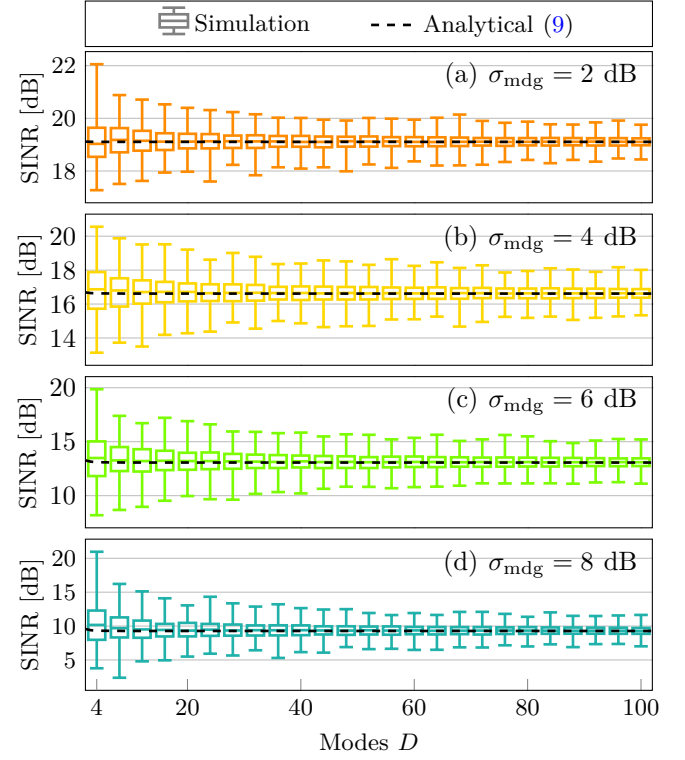 Simulation Analytical (9)
(a) σmdg = 2 dB
SINR [dB]
22
20
18
(b) σmdg = 4 dB
SINR [dB]
20
18
16
14
(c) σmdg = 6 dB
SINR [dB]
20
15
10
(d) σmdg = 8 dB
SINR [dB]
20
15
10
5
4 20 40 60 80 100
Modes D